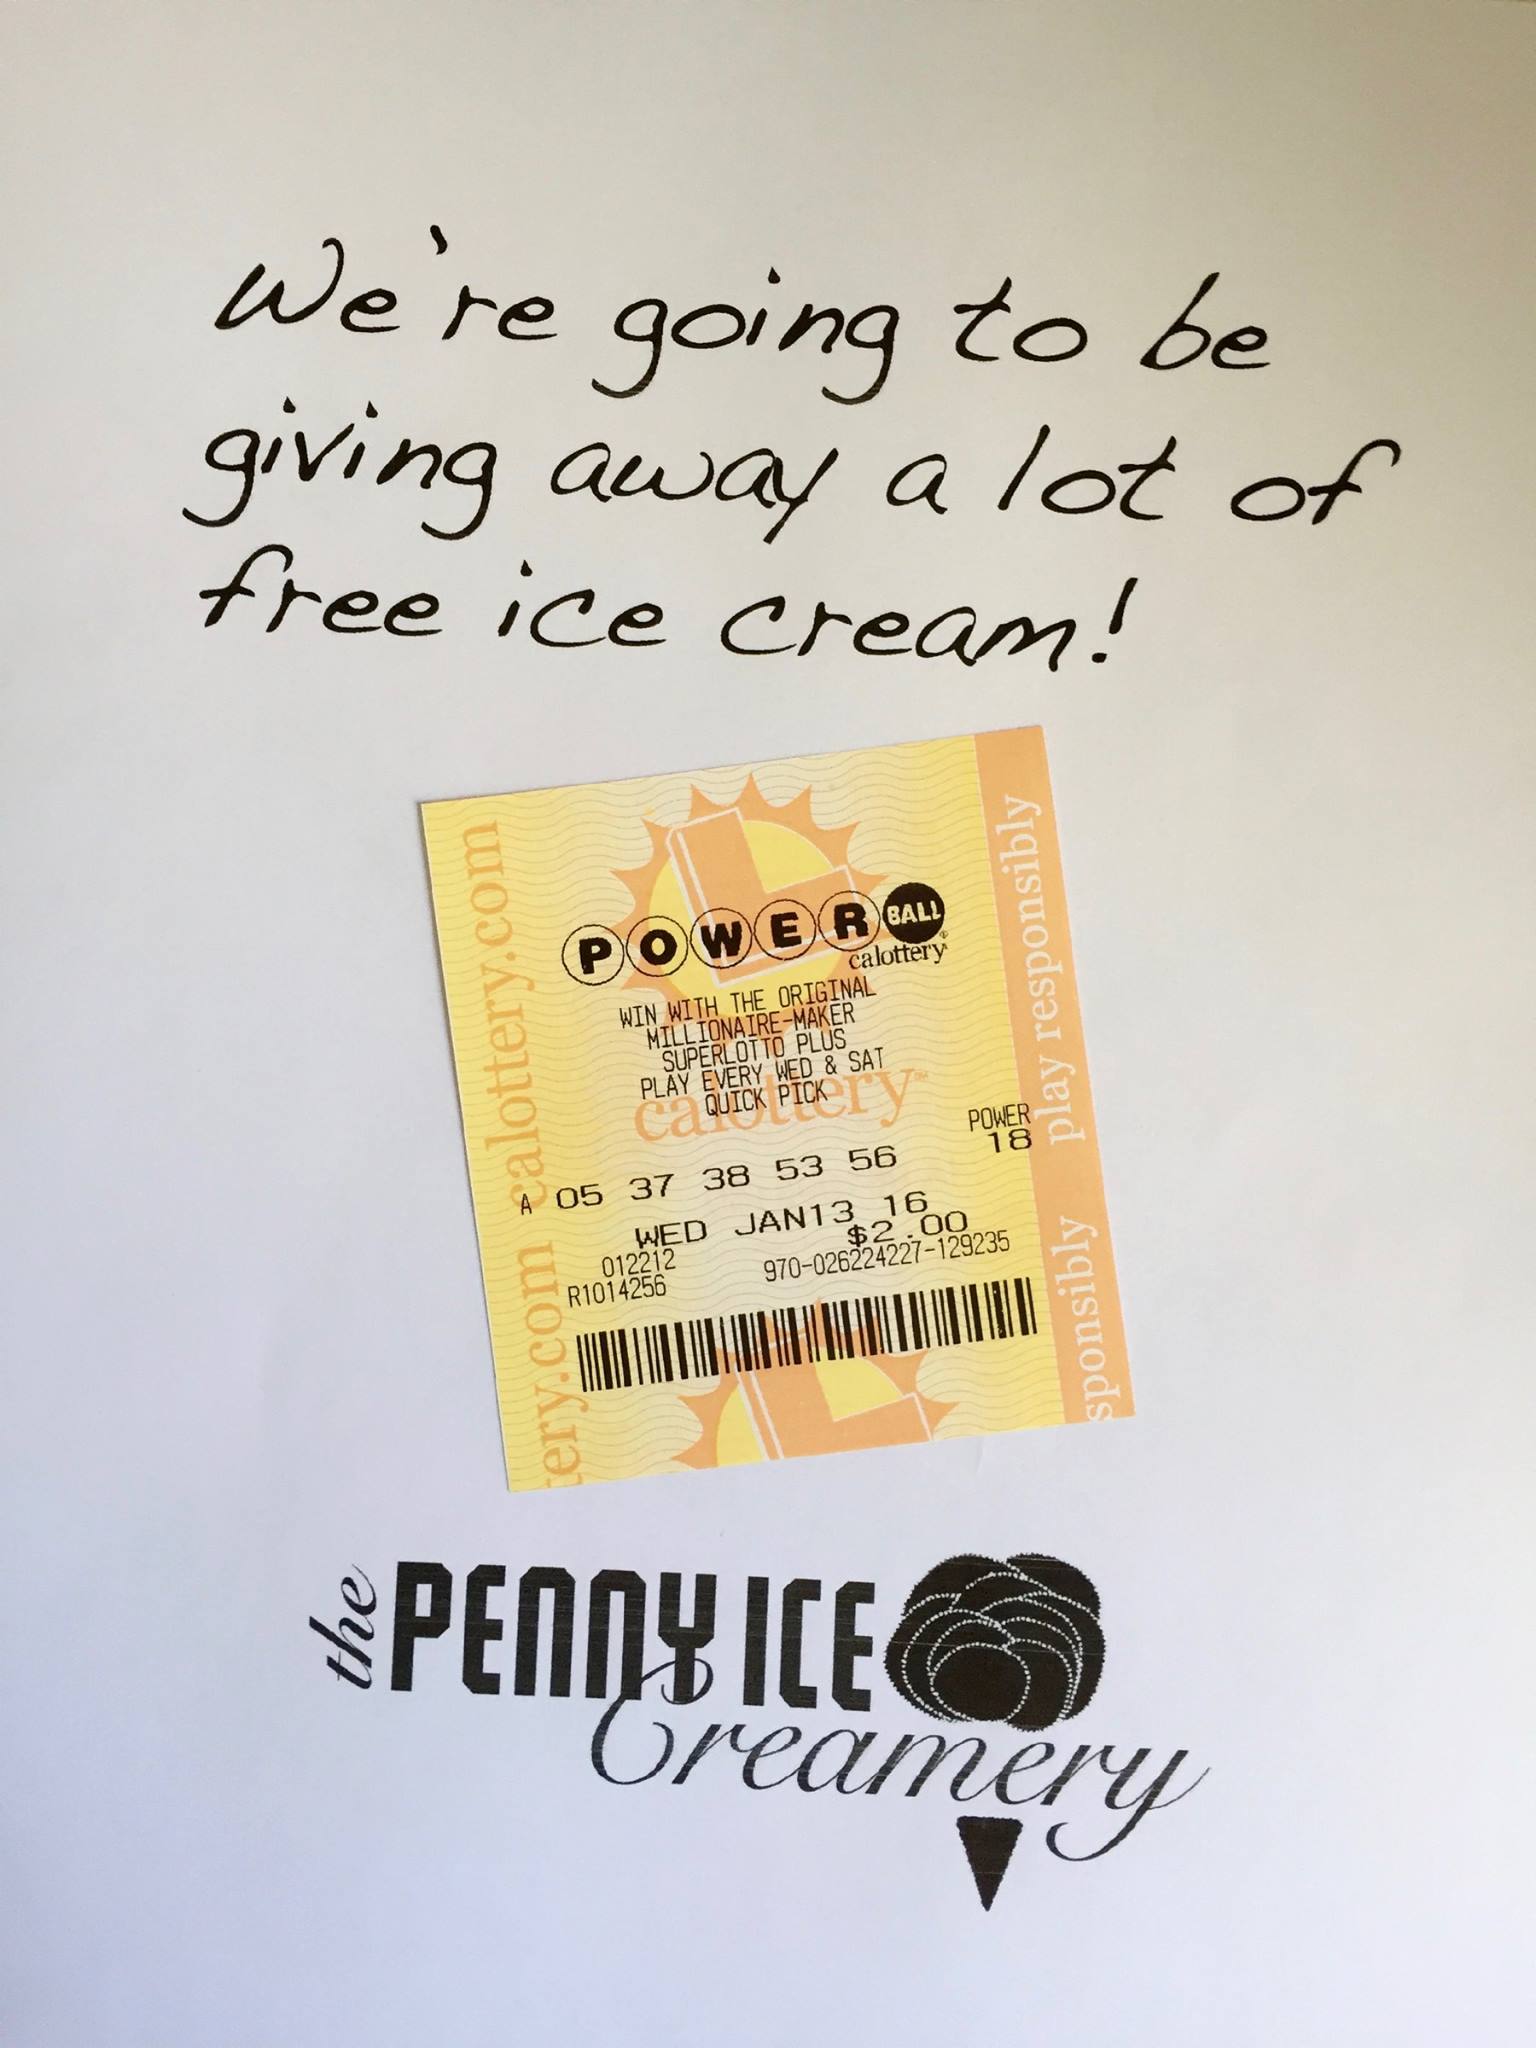 We're going to be
giving away a lot of
free ice cream!
calottery.com
play responsibly
POWER BALL
calottery
WIN WITH THE ORIGINAL
MILLIONAIRE-MAKER
SUPERLOTTO PLUS
PLAY EVERY WED & SAT
QUICK PICK
calottery
POWER
A 05 37 38 53 56 18
WED JAN13 16
$2.00
012212 970-026224227-129235
R1014256
tery.com
sponsibly
the PENNY ICE
Creamery